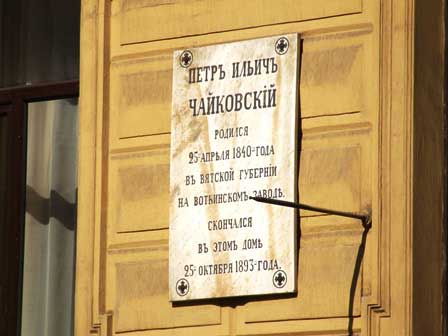 ПЕТРЪ ИЛЬИЧЪ
ЧАЙКОВСКІЙ
РОДИЛСЯ
25-АПРѢЛЯ 1840-ГОДА
ВЪ ВЯТСКОЙ ГУБЕРНІИ
НА ВОТКИНСКОМЪ ЗАВОДѢ.
СКОНЧАЛСЯ
ВЪ ЭТОМЪ ДОМѢ
25-ОКТЯБРЯ 1893-ГОДА.